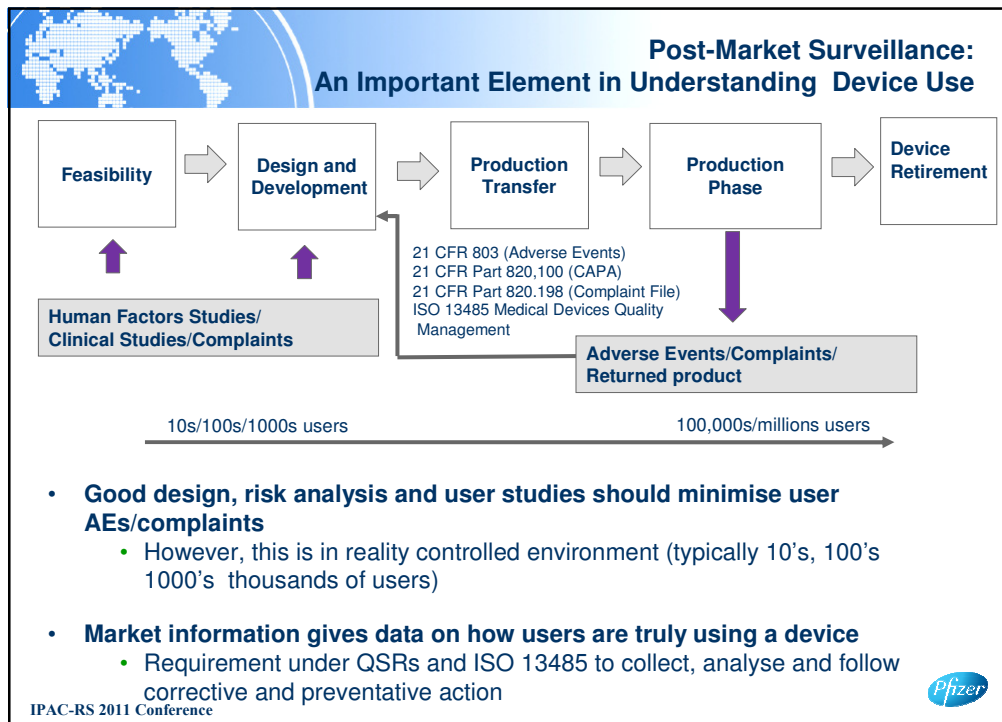 Post-Market Surveillance:
An Important Element in Understanding Device Use
Feasibility
Design and
Development
Production
Transfer
Production
Phase
Device
Retirement
21 CFR 803 (Adverse Events)
21 CFR Part 820,100 (CAPA)
21 CFR Part 820.198 (Complaint File)
ISO 13485 Medical Devices Quality
Management
Human Factors Studies/
Clinical Studies/Complaints
Adverse Events/Complaints/
Returned product
10s/100s/1000s users
100,000s/millions users
• Good design, risk analysis and user studies should minimise user
AEs/complaints
• However, this is in reality controlled environment (typically 10's, 100's
1000's thousands of users)
• Market information gives data on how users are truly using a device
• Requirement under QSRs and ISO 13485 to collect, analyse and follow
corrective and preventative action
IPAC-RS 2011 Conference
Pfizer